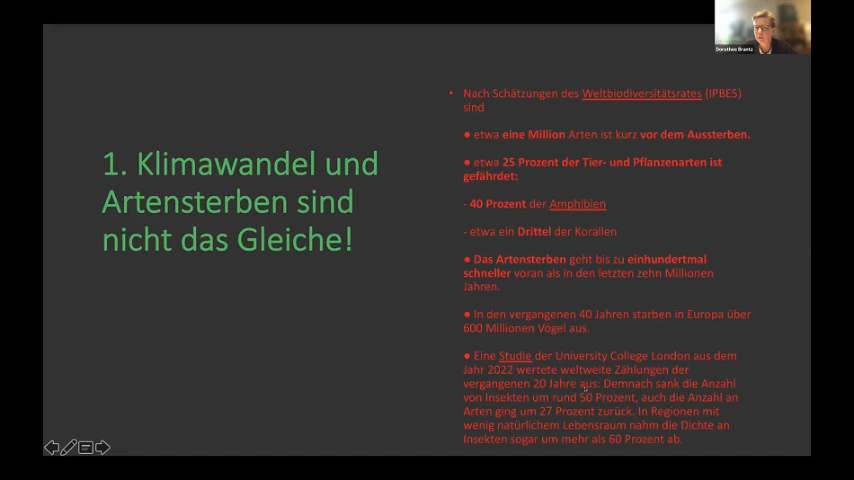 Dorothee Bruntz
1. Klimawandel und
Artensterben sind
nicht das Gleiche!
• Nach Schätzungen des Weltbiodiversitätsrates (IPBES)
sind
● etwa eine Million Arten ist kurz vor dem Aussterben.
● etwa 25 Prozent der Tier- und Pflanzenarten ist
gefährdet:
- 40 Prozent der Amphibien
- etwa ein Drittel der Korallen
● Das Artensterben geht bis zu einhundertmal
schneller voran als in den letzten zehn Millionen
Jahren.
● In den vergangenen 40 Jahren starben in Europa über
600 Millionen Vögel aus.
● Eine Studie der University College London aus dem
Jahr 2022 wertete weltweite Zählungen der
vergangenen 20 Jahre aus: Demnach sank die Anzahl
von Insekten um rund 50 Prozent, auch die Anzahl an
Arten ging um 27 Prozent zurück. In Regionen mit
wenig natürlichem Lebensraum nahm die Dichte an
Insekten sogar um mehr als 60 Prozent ab.